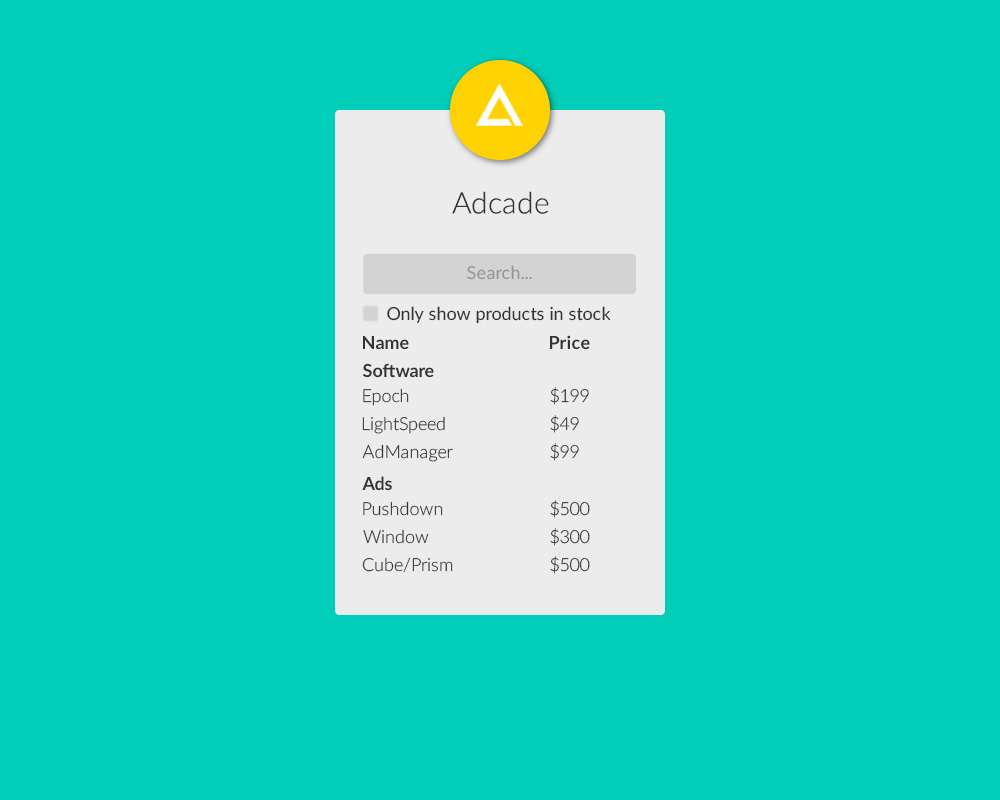 Adcade
Search...
Only show products in stock
Name Price
Software
Epoch $199
LightSpeed $49
AdManager $99
Ads
Pushdown $500
Window $300
Cube/Prism $500